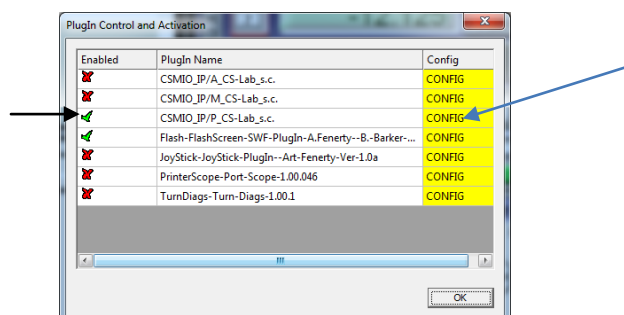 -12.125
PlugIn Control and Activation
Enabled PlugIn Name Config
CSMIO_IP/A_CS-Lab_s.c. CONFIG
CSMIO_IP/M_CS-Lab_s.c. CONFIG
CSMIO_IP/P_CS-Lab_s.c. CONFIG
Flash-FlashScreen-SWF-PlugIn-A.Fenerty--B.-Barker-... CONFIG
JoyStick-JoyStick-PlugIn--Art-Fenerty-Ver-1.0a CONFIG
PrinterScope-Port-Scope-1.00.046 CONFIG
TurnDiags-Turn-Diags-1.00.1 CONFIG
OK